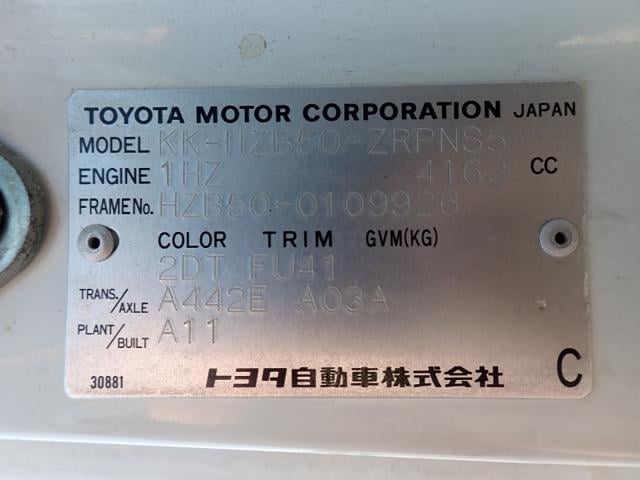 TOYOTA MOTOR CORPORATION JAPAN
MODEL KK-HZB50-ZRPNS5
ENGINE 1HZ 4163 CC
FRAME No. HZB50-0109926
COLOR TRIM GVM(KG)
2DT FU41
TRANS./AXLE A442E A03A
PLANT/BUILT A11
30881 トヨタ自動車株式会社 C